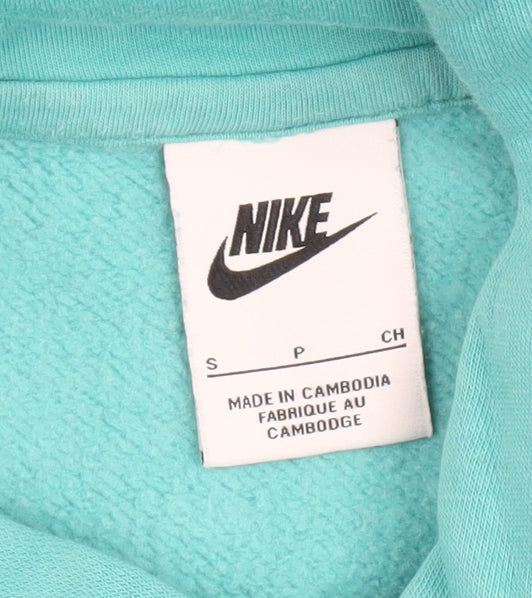 NIKE
S P CH
MADE IN CAMBODIA
FABRIQUE AU
CAMBODGE